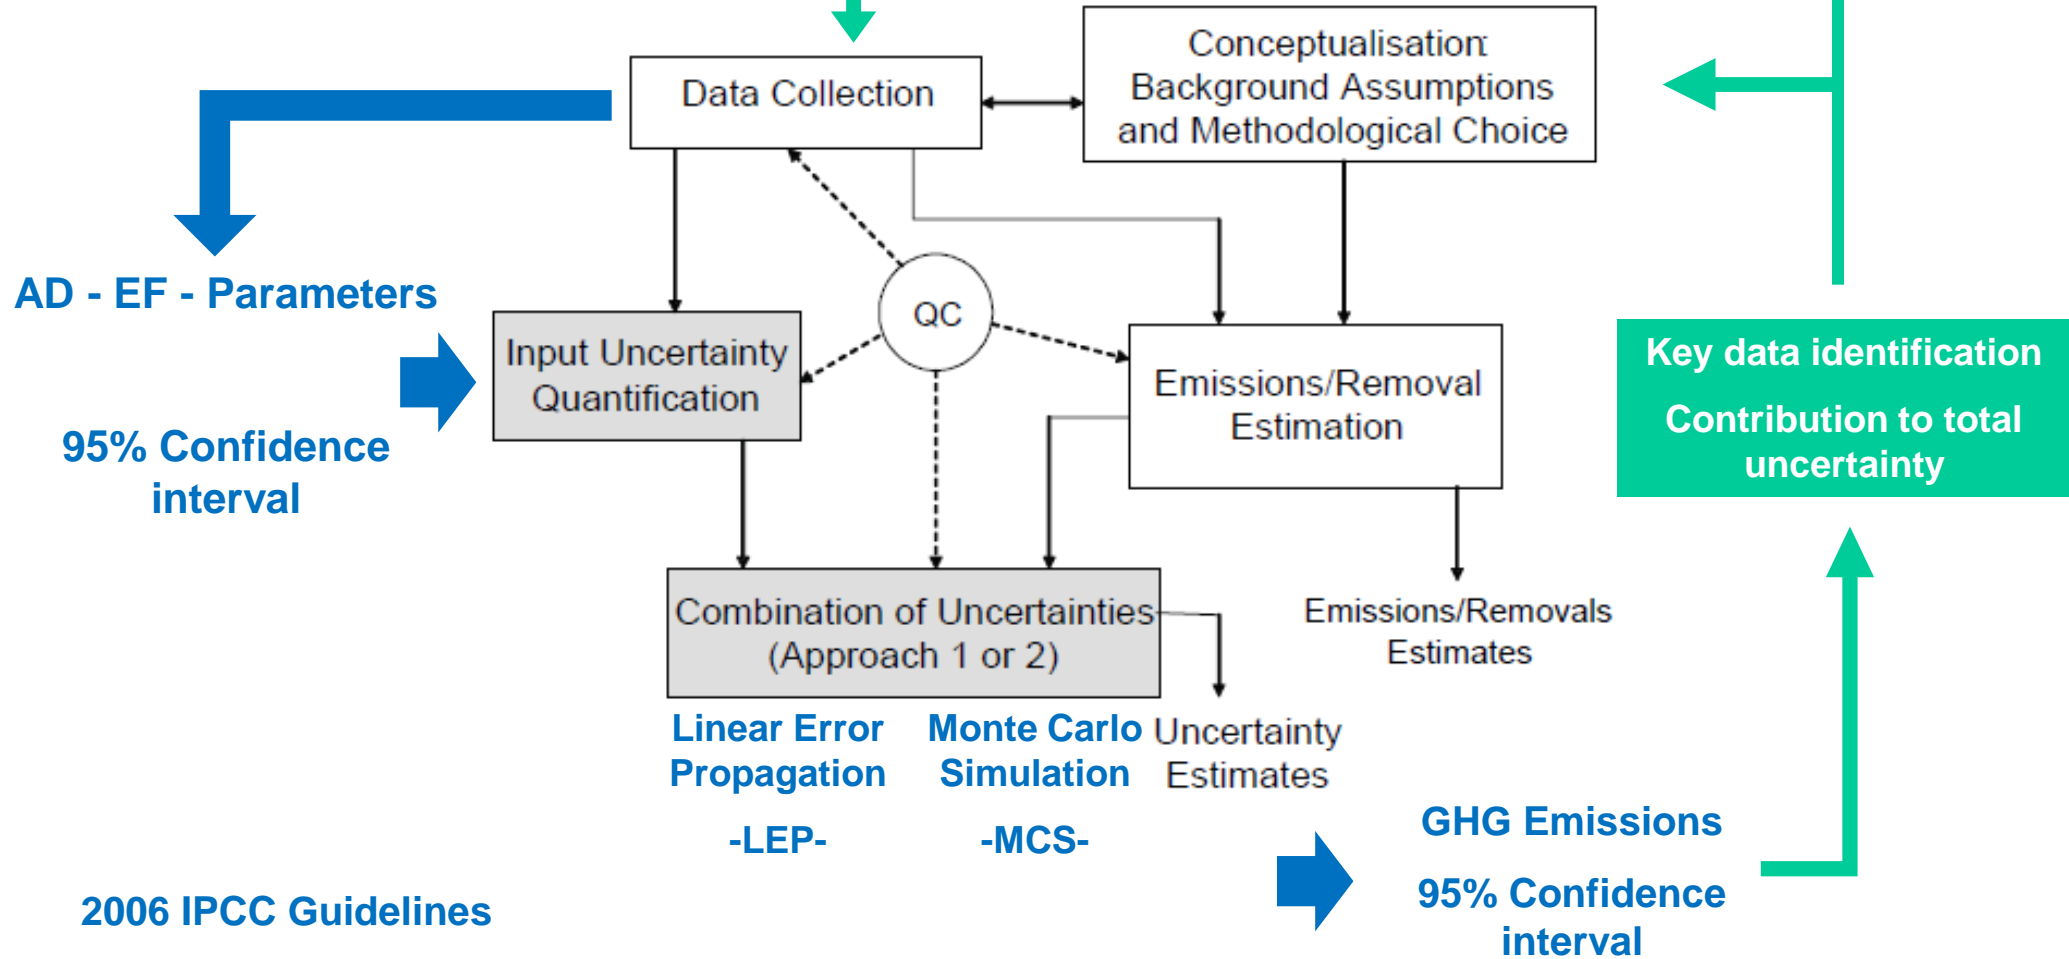 Conceptualisation:
Background Assumptions
and Methodological Choice
Data Collection
AD - EF - Parameters
QC
Input Uncertainty
Quantification
Emissions/Removal
Estimation
Key data identification
Contribution to total
uncertainty
95% Confidence
interval
Combination of Uncertainties
(Approach 1 or 2)
Emissions/Removals
Estimates
Linear Error
Propagation
-LEP-
Monte Carlo
Simulation
-MCS-
Uncertainty
Estimates
GHG Emissions
95% Confidence
interval
2006 IPCC Guidelines